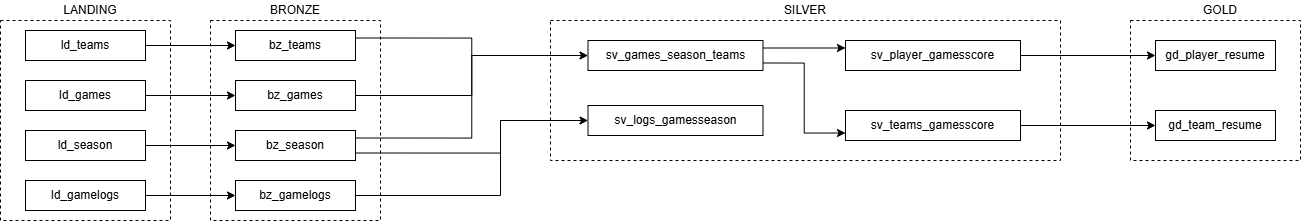 LANDING
BRONZE
SILVER
GOLD
ld_teams
bz_teams
sv_games_season_teams
sv_player_gamesscore
gd_player_resume
ld_games
bz_games
sv_logs_gamesseason
sv_teams_gamesscore
gd_team_resume
ld_season
bz_season
ld_gamelogs
bz_gamelogs